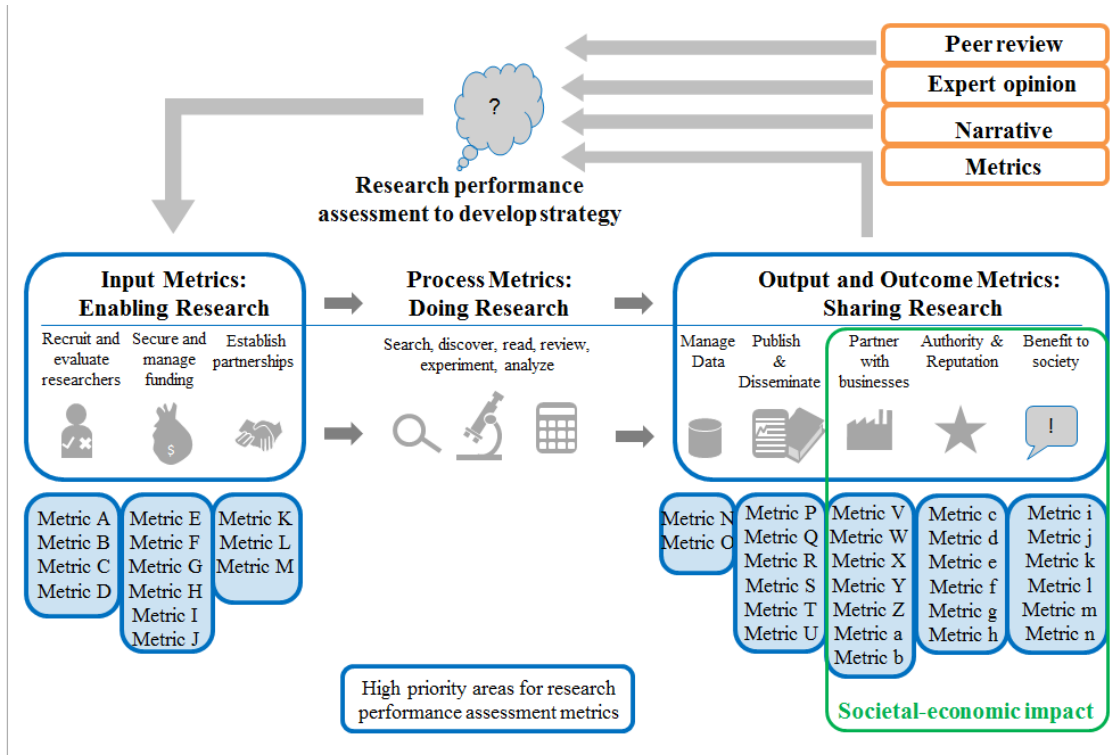 Peer review
Expert opinion
Narrative
Metrics
?
Research performance
assessment to develop strategy
Input Metrics:
Enabling Research
Process Metrics:
Doing Research
Output and Outcome Metrics:
Sharing Research
Recruit and
evaluate
researchers
Secure and
manage
funding
Establish
partnerships
Search, discover, read, review,
experiment, analyze
Manage
Data
Publish
&
Disseminate
Partner
with
businesses
Authority &
Reputation
Benefit to
society
$
!
Metric A
Metric B
Metric C
Metric D
Metric E
Metric F
Metric G
Metric H
Metric I
Metric J
Metric K
Metric L
Metric M
Metric N
Metric O
Metric P
Metric Q
Metric R
Metric S
Metric T
Metric U
Metric V
Metric W
Metric X
Metric Y
Metric Z
Metric a
Metric b
Metric c
Metric d
Metric e
Metric f
Metric g
Metric h
Metric i
Metric j
Metric k
Metric l
Metric m
Metric n
High priority areas for research
performance assessment metrics
Societal-economic impact